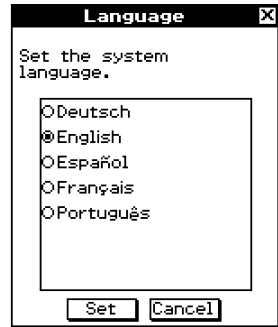 Language
Set the system
language.
Deutsch
English
Español
Français
Português
Set Cancel